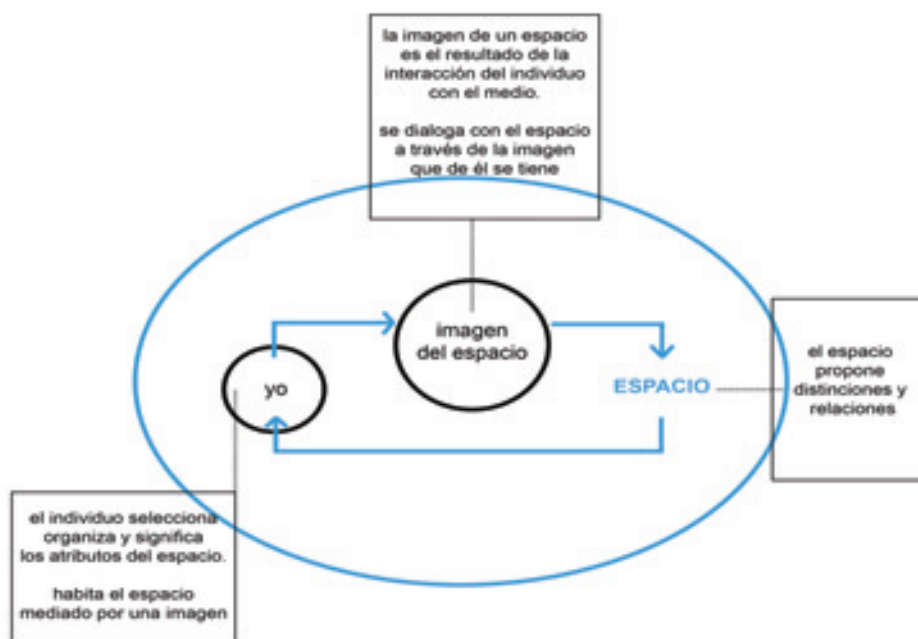 la imagen de un espacio
es el resultado de la
interacción del individuo
con el medio.
se dialoga con el espacio
a través de la imagen
que de él se tiene
imagen
del espacio
yo
ESPACIO
el espacio
propone
distinciones y
relaciones
el individuo selecciona
organiza y significa
los atributos del espacio.
habita el espacio
mediado por una imagen